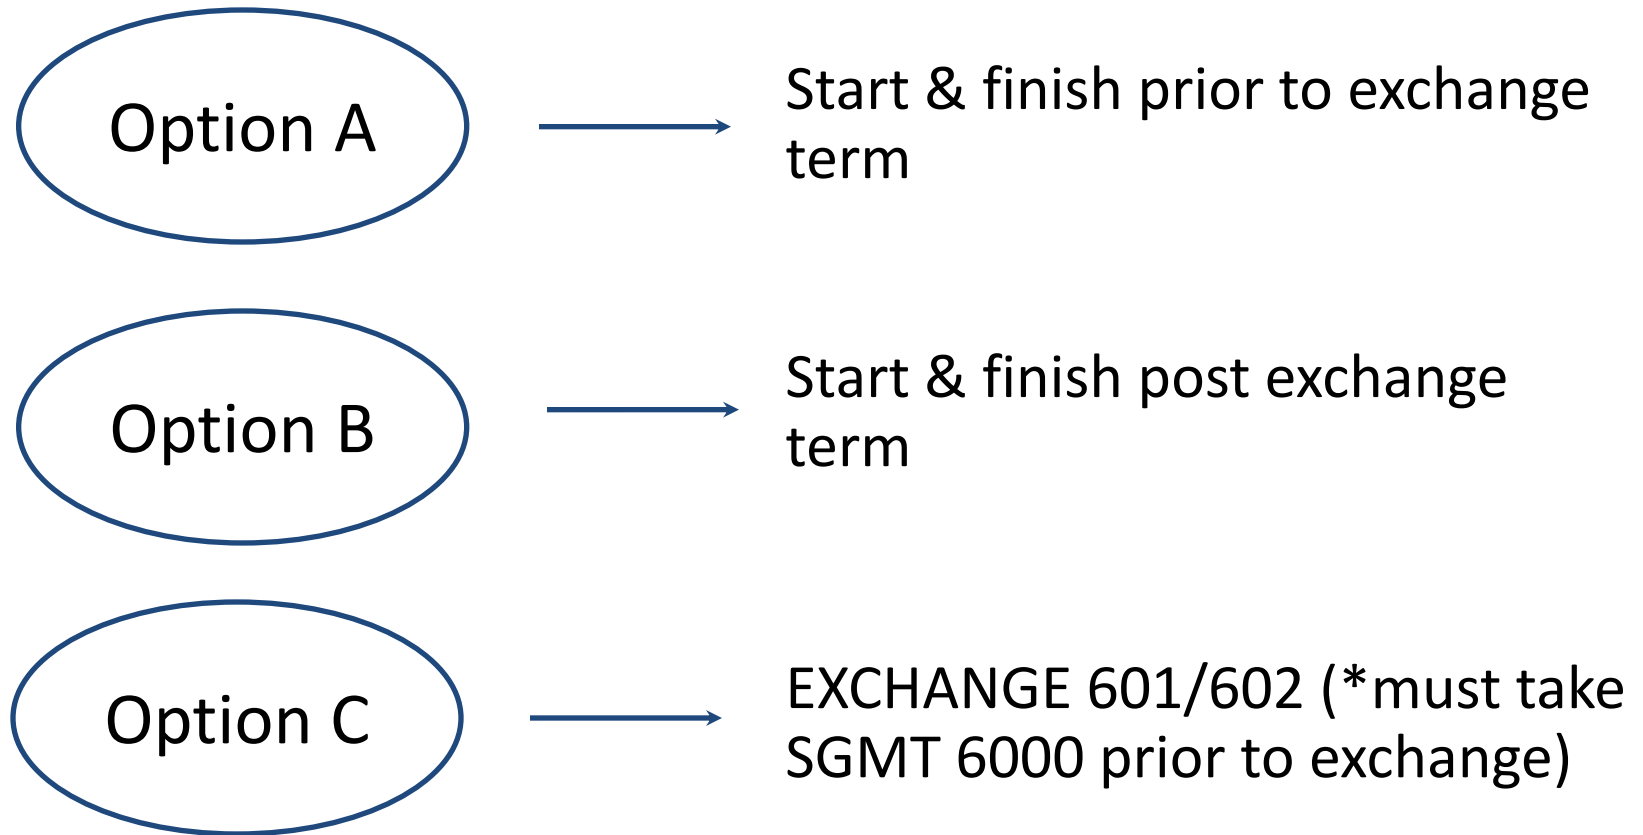 Option A
Start & finish prior to exchange
term
Option B
Start & finish post exchange
term
Option C
EXCHANGE 601/602 (*must take
SGMT 6000 prior to exchange)